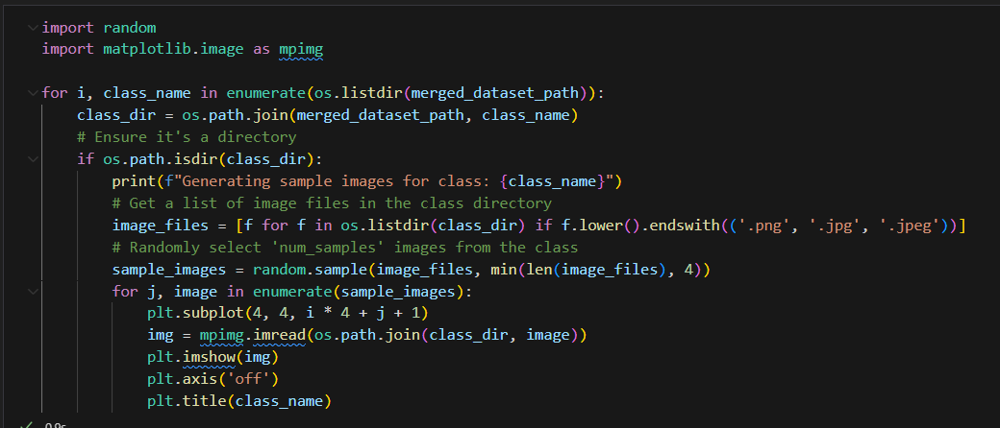 import random
import matplotlib.image as mpimg

for i, class_name in enumerate(os.listdir(merged_dataset_path)):
    class_dir = os.path.join(merged_dataset_path, class_name)
    # Ensure it's a directory
    if os.path.isdir(class_dir):
        print(f"Generating sample images for class: {class_name}")
        # Get a list of image files in the class directory
        image_files = [f for f in os.listdir(class_dir) if f.lower().endswith(('.png', '.jpg', '.jpeg'))]
        # Randomly select 'num_samples' images from the class
        sample_images = random.sample(image_files, min(len(image_files), 4))
        for j, image in enumerate(sample_images):
            plt.subplot(4, 4, i * 4 + j + 1)
            img = mpimg.imread(os.path.join(class_dir, image))
            plt.imshow(img)
            plt.axis('off')
            plt.title(class_name)